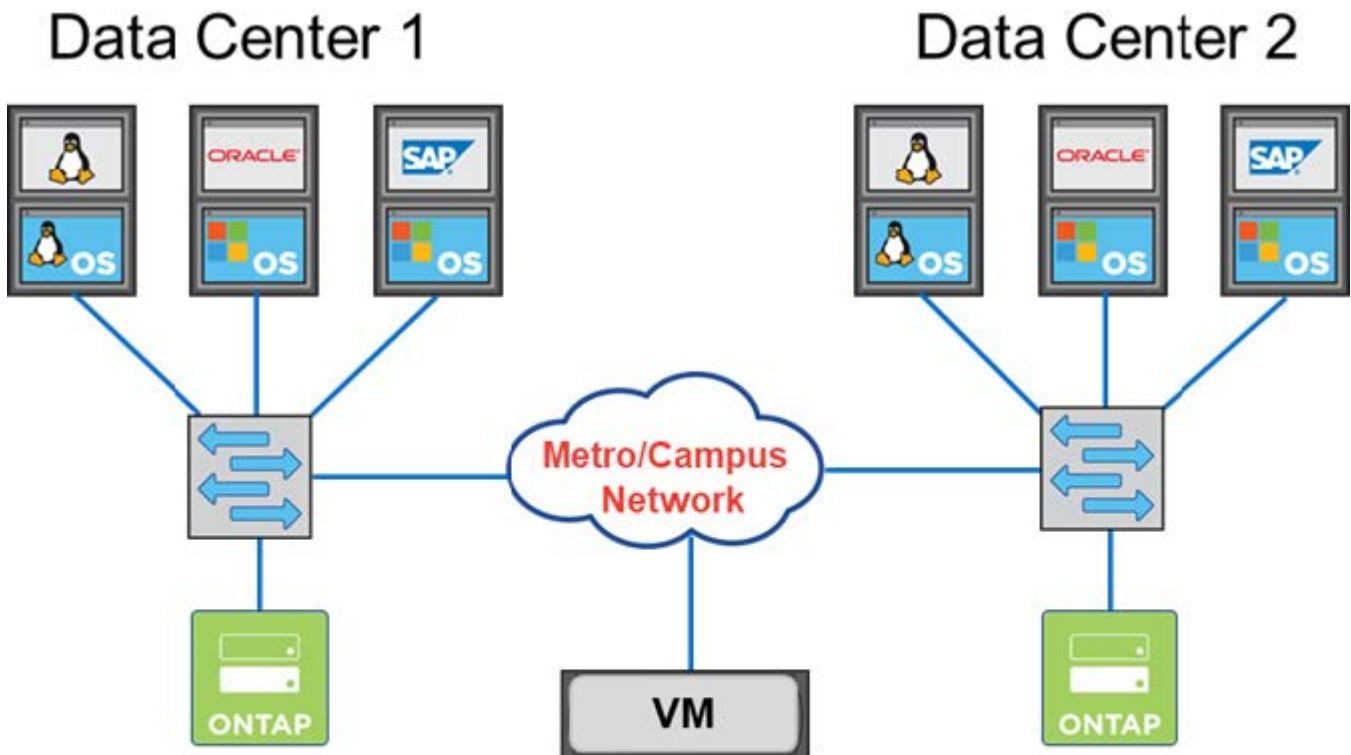 Data Center 1
Data Center 2
ORACLE
SAP
ORACLE
SAP
OS
OS
OS
OS
OS
OS
Metro/Campus
Network
ONTAP
VM
ONTAP